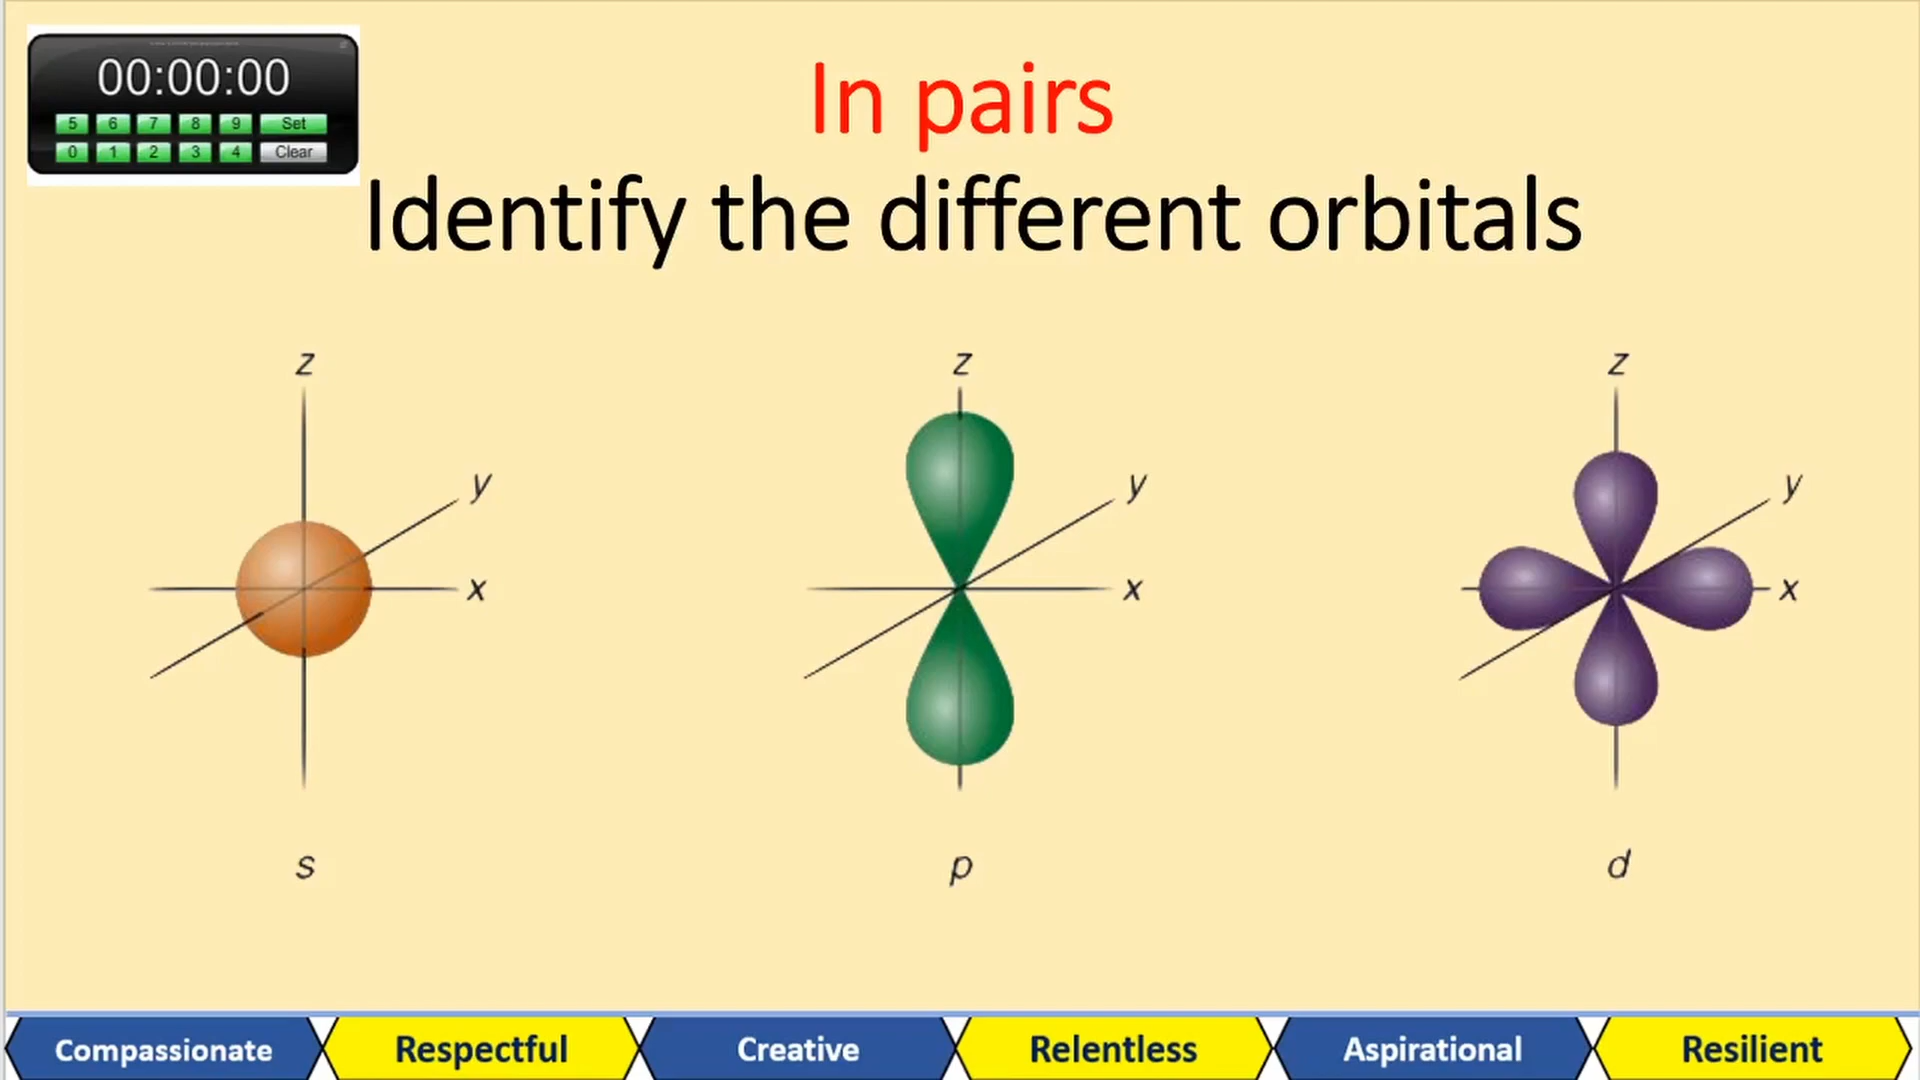 00:00:00
5 6 7 8 9 Set
0 1 2 3 4 Clear
In pairs
Identify the different orbitals
z z z
y y y
x x x
s p d
Compassionate Respectful Creative Relentless Aspirational Resilient